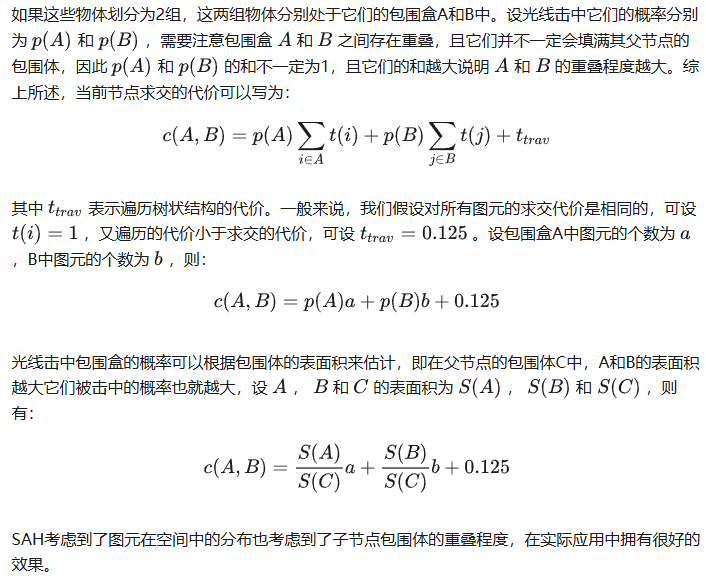 如果这些物体划分为2组，这两组物体分别处于它们的包围盒A和B中。设光线击中它们的概率分别
为 p(A) 和 p(B) ，需要注意包围盒 A 和 B 之间存在重叠，且它们并不一定会填满其父节点的
包围体，因此 p(A) 和 p(B) 的和不一定为1，且它们的和越大说明 A 和 B 的重叠程度越大。综
上所述，当前节点求交的代价可以写为：
c(A, B) = p(A) ∑_{i∈A} t(i) + p(B) ∑_{j∈B} t(j) + t_{trav}
其中 t_{trav} 表示遍历树状结构的代价。一般来说，我们假设对所有图元的求交代价是相同的，可设
t(i) = 1 ，又遍历的代价小于求交的代价，可设 t_{trav} = 0.125 。设包围盒A中图元的个数为 a
，B中图元的个数为 b ，则：
c(A, B) = p(A)a + p(B)b + 0.125
光线击中包围盒的概率可以根据包围体的表面积来估计，即在父节点的包围体C中，A和B的表面积
越大它们被击中的概率也就越大，设 A ， B 和 C 的表面积为 S(A) ， S(B) 和 S(C) ，则
有：
c(A, B) = \frac{S(A)}{S(C)} a + \frac{S(B)}{S(C)} b + 0.125
SAH考虑到了图元在空间中的分布也考虑到了子节点包围体的重叠程度，在实际应用中拥有很好的
效果。